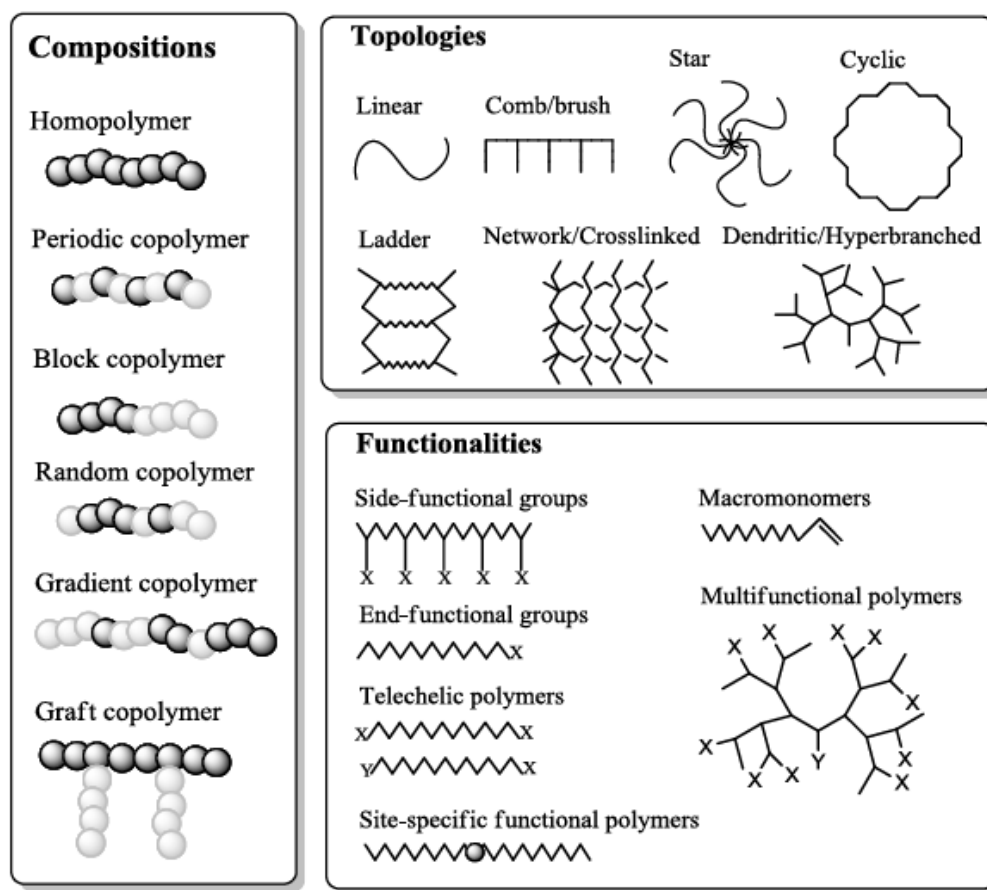 Compositions
Homopolymer
Periodic copolymer
Block copolymer
Random copolymer
Gradient copolymer
Graft copolymer
Topologies
Linear
Comb/brush
Star
Cyclic
Ladder
Network/Crosslinked
Dendritic/Hyperbranched
Functionalities
Side-functional groups
X X X X X
End-functional groups
X
Telechelic polymers
X X
Y X
Site-specific functional polymers
Macromonomers
Multifunctional polymers
X X X X
X
X X
X X Y X